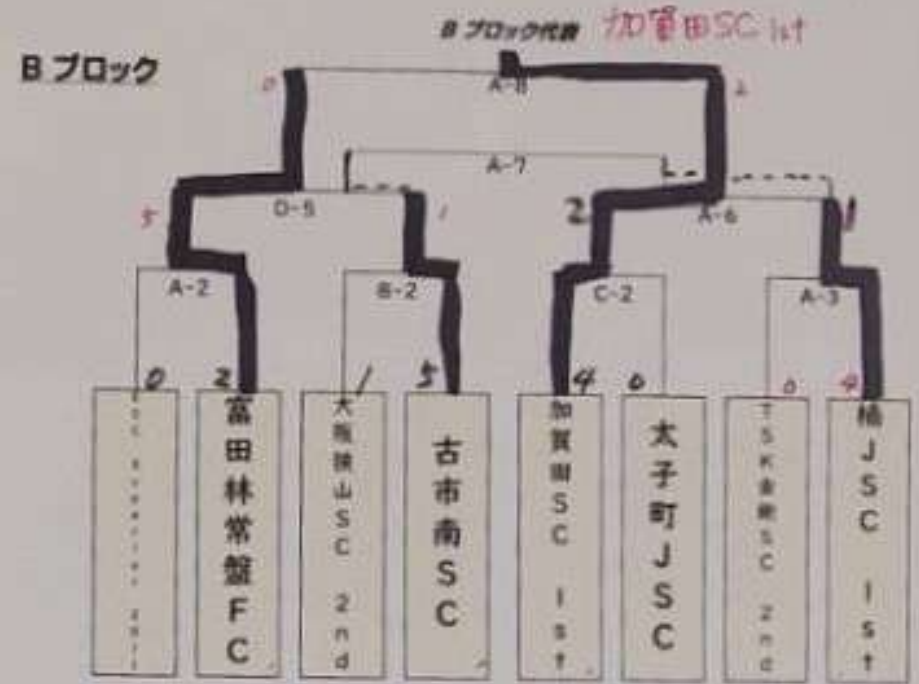 Bブロック代表 加賀田SC 1st
Bブロック
0 A-8 2
A-7
5 D-5 1 2 A-6 1
A-2 B-2 C-2 A-3
0 2 1 5 4 0 0 4
富田林常盤FC
大阪狭山SC 2nd
古市南SC
加賀田SC 1st
太子町JSC
TSK金剛SC 2nd
楠JSC 1st